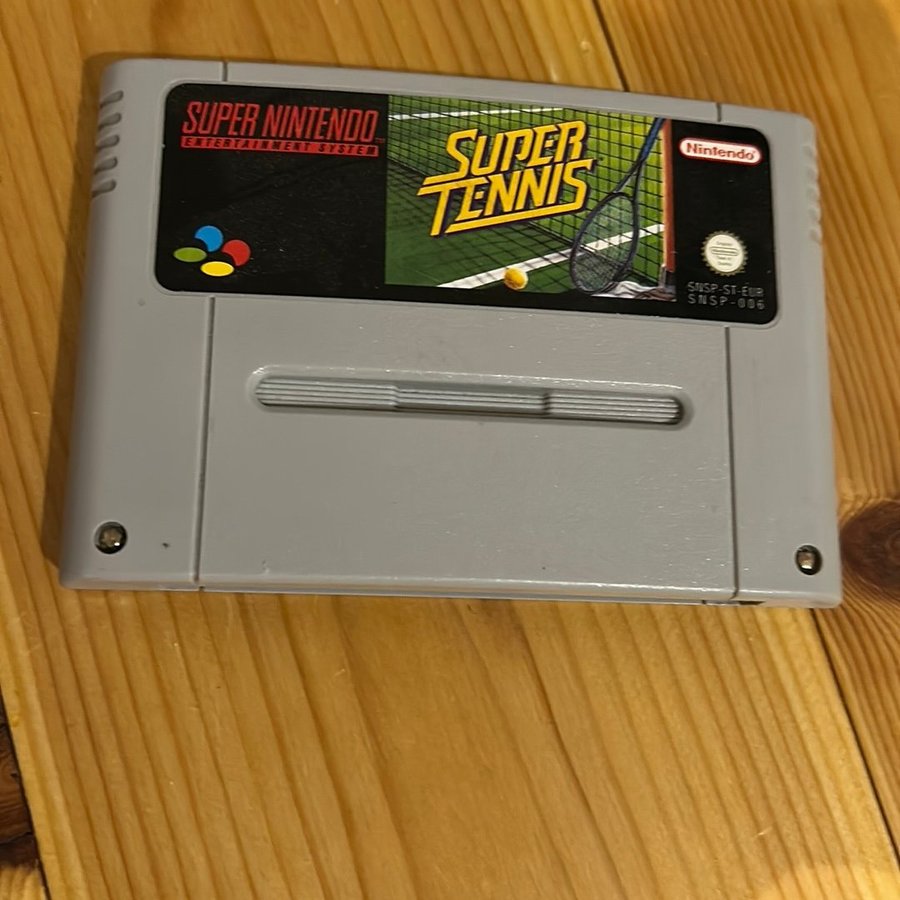 SUPER NINTENDO
ENTERTAINMENT SYSTEM
SUPER
TENNIS
Nintendo
SNSP-ST-EUR
SNSP-006